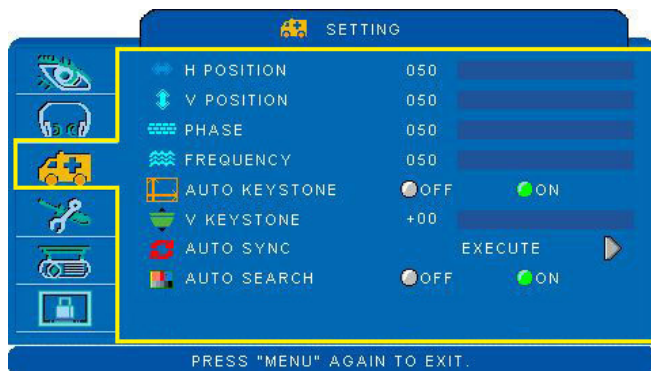 SETTING
H POSITION 050
V POSITION 050
PHASE 050
FREQUENCY 050
AUTO KEYSTONE OFF ON
V KEYSTONE +00
AUTO SYNC EXECUTE
AUTO SEARCH OFF ON
PRESS "MENU" AGAIN TO EXIT.